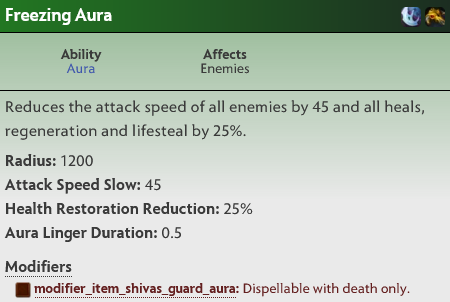 Freezing Aura
Ability Affects
Aura Enemies
Reduces the attack speed of all enemies by 45 and all heals,
regeneration and lifesteal by 25%.
Radius: 1200
Attack Speed Slow: 45
Health Restoration Reduction: 25%
Aura Linger Duration: 0.5
Modifiers
modifier_item_shivas_guard_aura: Dispellable with death only.